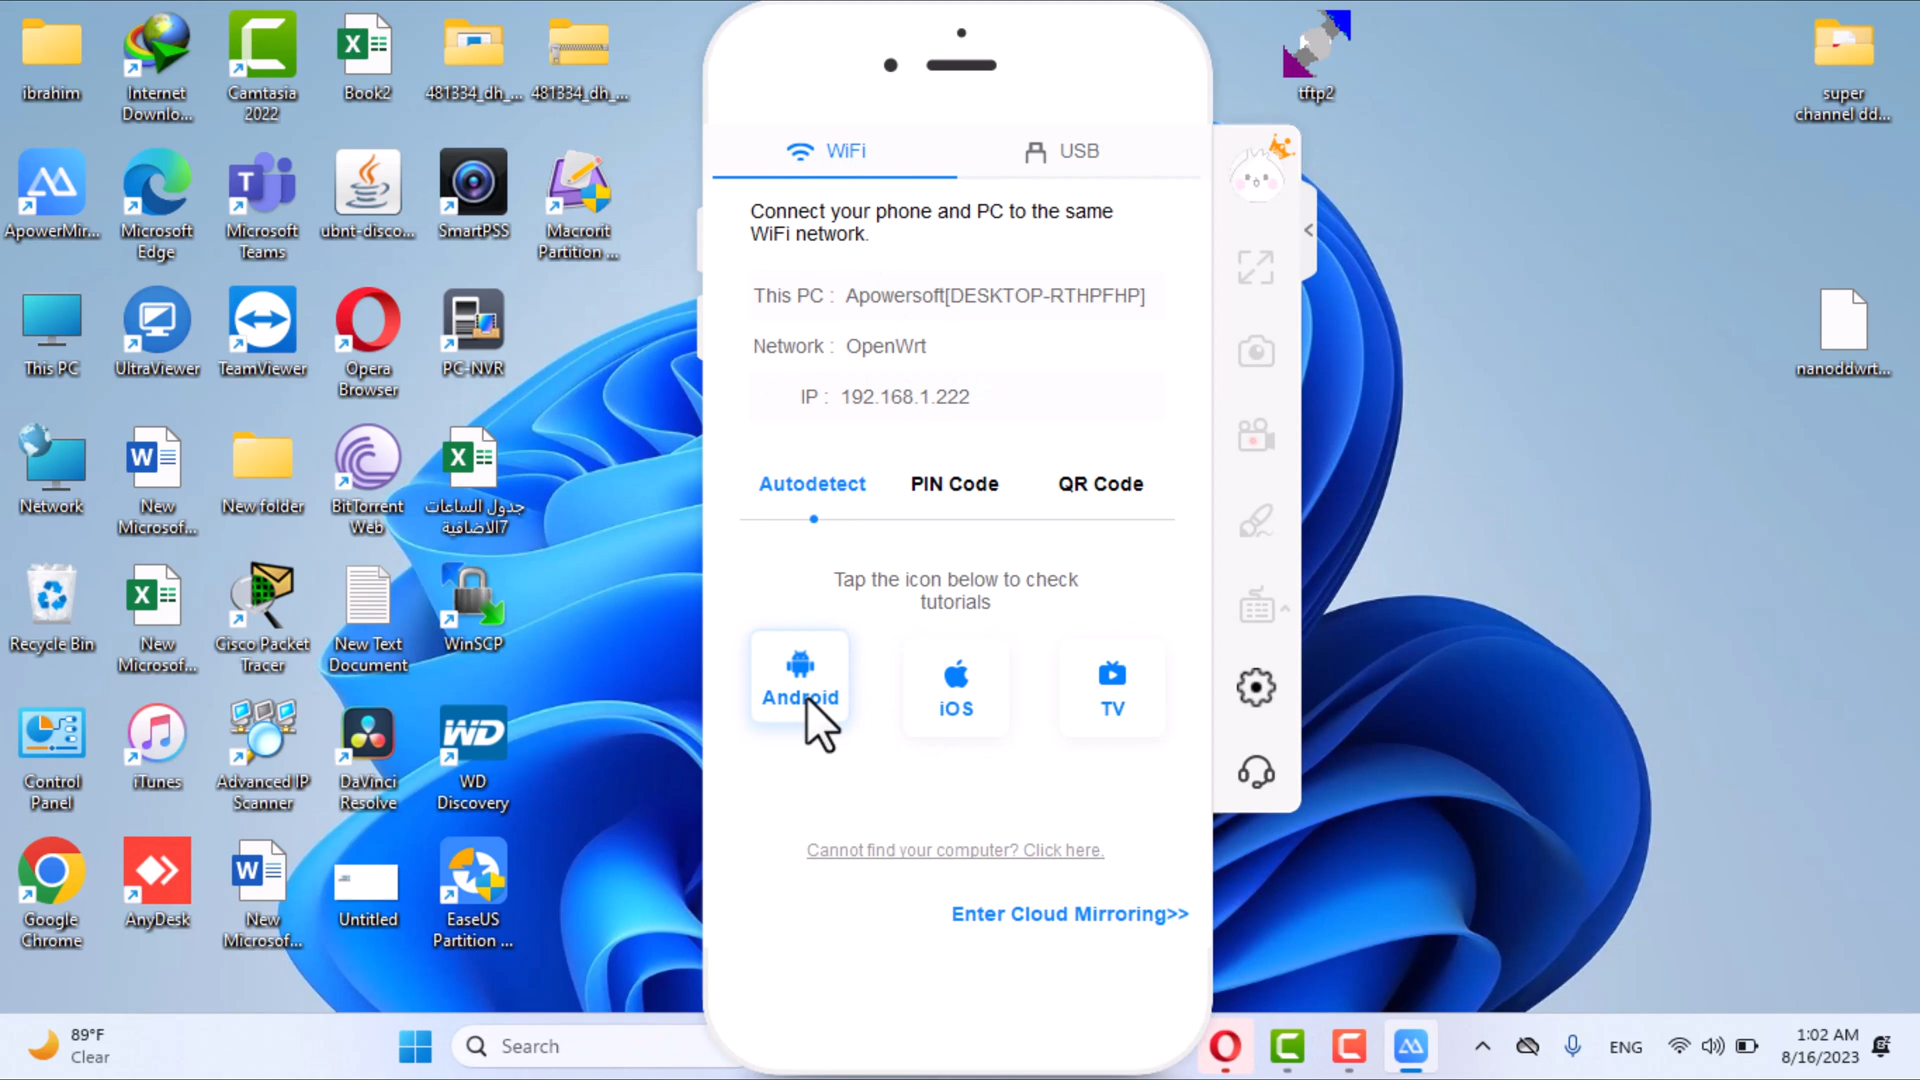 ibrahim
Internet
Downlo...
Camtasia
2022
Book2
481334_dh_...
481334_dh_...
ApowerMir...
Microsoft
Edge
Microsoft
Teams
ubnt-disco...
SmartPSS
Macrorit
Partition ...
This PC
UltraViewer
TeamViewer
Opera
Browser
PC-NVR
Network
New
Microsof...
New folder
BitTorrent
Web
جدول الساعات
الاضافية7
Recycle Bin
New
Microsof...
Cisco Packet
Tracer
New Text
Document
WinSCP
Control
Panel
iTunes
Advanced IP
Scanner
DaVinci
Resolve
WD
WD
Discovery
Google
Chrome
AnyDesk
New
Microsof...
Untitled
EaseUS
Partition ...
WiFi
USB
Connect your phone and PC to the same
WiFi network.
This PC : Apowersoft[DESKTOP-RTHPFHP]
Network : OpenWrt
IP : 192.168.1.222
Autodetect PIN Code QR Code
Tap the icon below to check
tutorials
Android
iOS
TV
Cannot find your computer? Click here.
Enter Cloud Mirroring>>
tftp2
super
channel dd...
nanoddwrt...
89°F
Clear
Search
ENG
1:02 AM
8/16/2023